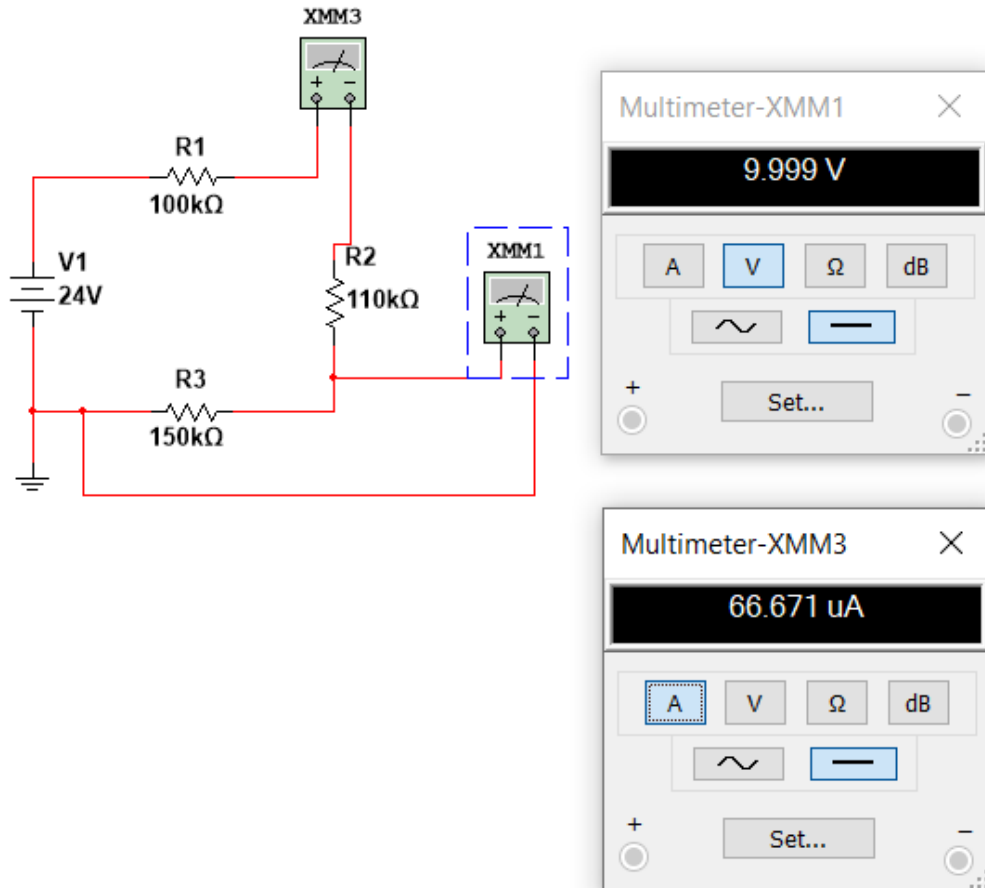 XMM3
+ −
R1
100kΩ
V1
24V
R2
110kΩ
XMM1
+ −
R3
150kΩ
Multimeter-XMM1 ×
9.999 V
A V Ω dB
+ Set... −
Multimeter-XMM3 ×
66.671 uA
A V Ω dB
+ Set... −